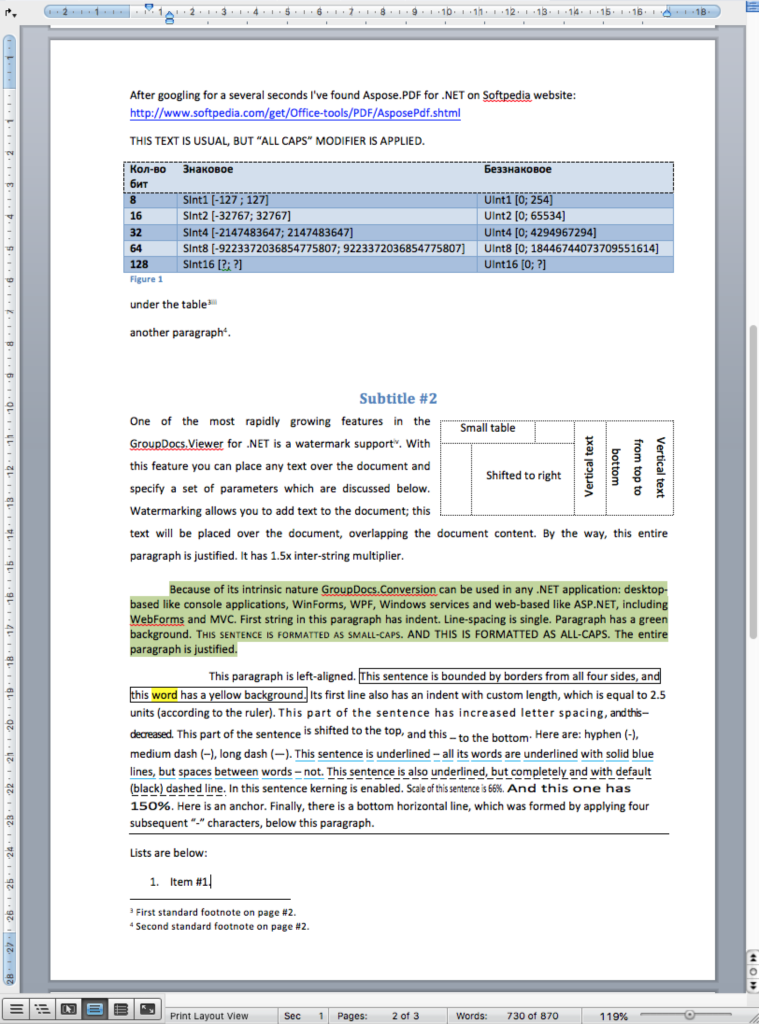 After googling for a several seconds I've found Aspose.PDF for .NET on Softpedia website:
http://www.softpedia.com/get/Office-tools/PDF/AsposePdf.shtml
THIS TEXT IS USUAL, BUT “ALL CAPS” MODIFIER IS APPLIED.
Кол-во бит Знаковое Беззнаковое
8 SInt1 [-127 ; 127] UInt1 [0; 254]
16 SInt2 [-32767; 32767] UInt2 [0; 65534]
32 SInt4 [-2147483647; 2147483647] UInt4 [0; 4294967294]
64 SInt8 [-9223372036854775807; 9223372036854775807] UInt8 [0; 18446744073709551614]
128 SInt16 [?; ?] UInt16 [0; ?]
Figure 1
under the table3iii
another paragraph4.
Subtitle #2
One of the most rapidly growing features in the
GroupDocs.Viewer for .NET is a watermark supportiv. With
this feature you can place any text over the document and
specify a set of parameters which are discussed below.
Watermarking allows you to add text to the document; this
text will be placed over the document, overlapping the document content. By the way, this entire
paragraph is justified. It has 1.5x inter-string multiplier.
Small table
Shifted to right
Vertical text
Vertical text
from top to
bottom
Because of its intrinsic nature GroupDocs.Conversion can be used in any .NET application: desktop-
based like console applications, WinForms, WPF, Windows services and web-based like ASP.NET, including
WebForms and MVC. First string in this paragraph has indent. Line-spacing is single. Paragraph has a green
background. THIS SENTENCE IS FORMATTED AS SMALL-CAPS. AND THIS IS FORMATTED AS ALL-CAPS. The entire
paragraph is justified.
This paragraph is left-aligned. This sentence is bounded by borders from all four sides, and
this word has a yellow background. Its first line also has an indent with custom length, which is equal to 2.5
units (according to the ruler). This part of the sentence has increased letter spacing, and this–
decreased. This part of the sentence is shifted to the top, and this – to the bottom. Here are: hyphen (-),
medium dash (–), long dash (—). This sentence is underlined – all its words are underlined with solid blue
lines, but spaces between words – not. This sentence is also underlined, but completely and with default
(black) dashed line. In this sentence kerning is enabled. Scale of this sentence is 66%. And this one has
150%. Here is an anchor. Finally, there is a bottom horizontal line, which was formed by applying four
subsequent “-” characters, below this paragraph.
Lists are below:
1. Item #1.
3 First standard footnote on page #2.
4 Second standard footnote on page #2.
Print Layout View Sec 1 Pages: 2 of 3 Words: 730 of 870 119%